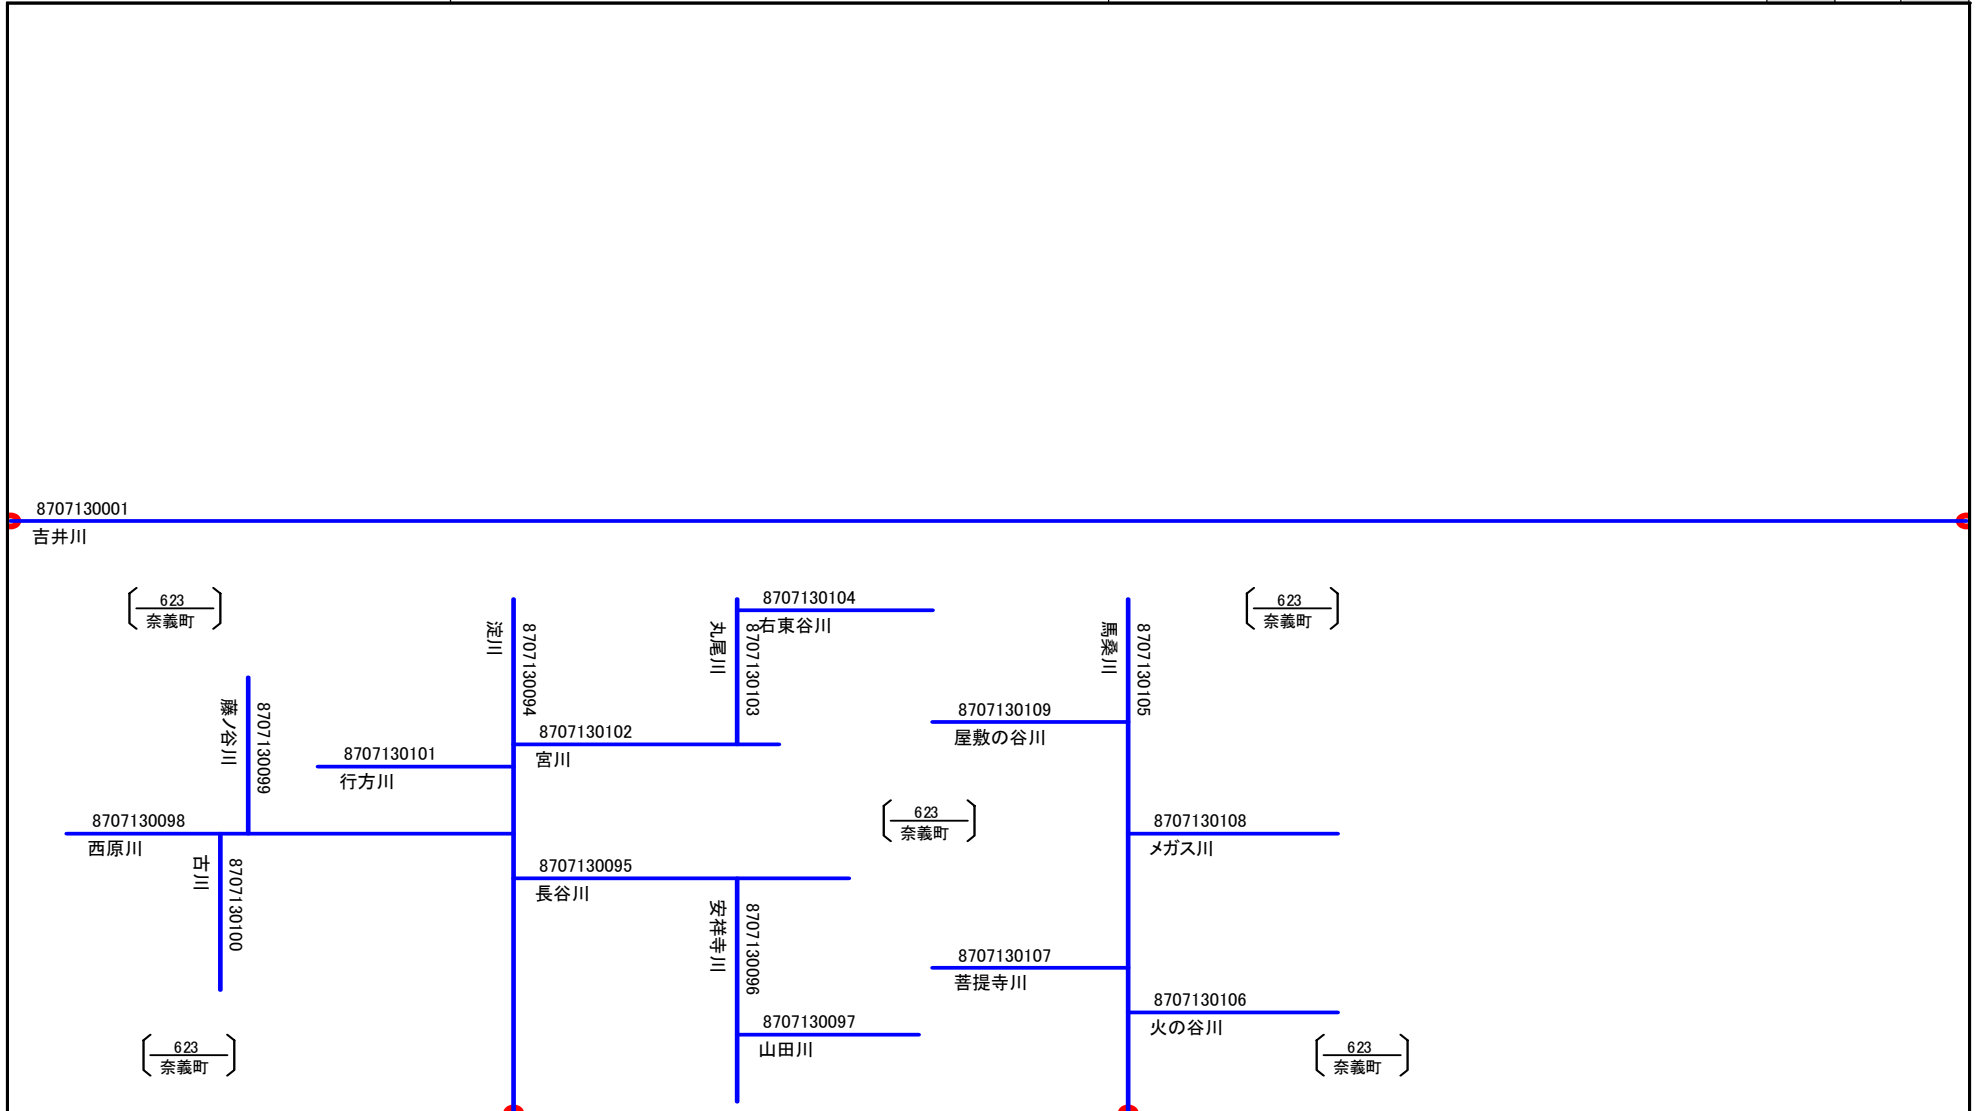 8707130001
吉井川
623
奈義町
623
奈義町
淀川
8707130094
丸尾川
8707130103
8707130104
右東谷川
馬桑川
8707130105
藤ノ谷川
8707130099
8707130109
屋敷の谷川
8707130102
宮川
8707130101
行方川
8707130098
西原川
623
奈義町
8707130108
メガス川
古川
8707130100
8707130095
長谷川
安祥寺川
8707130096
8707130107
菩提寺川
8707130106
火の谷川
8707130097
山田川
623
奈義町
623
奈義町